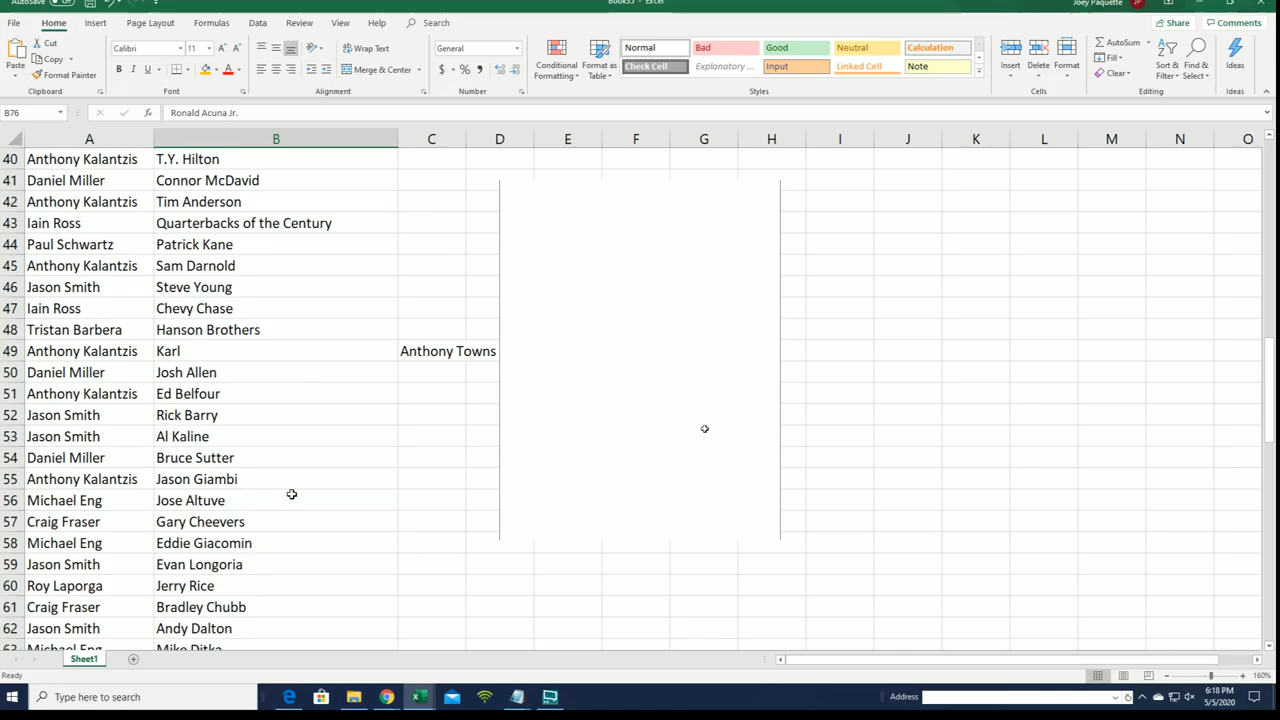 AutoSave
Book35 - Excel
Joey Paquette
JP
File Home Insert Page Layout Formulas Data Review View Help Search
Share Comments
Cut
Copy
Format Painter
Paste
Clipboard
Calibri 11
B I U
Font
Wrap Text
Merge & Center
Alignment
General
$ % ,
Number
Conditional Formatting
Format as Table
Normal Bad Good Neutral Calculation
Check Cell Explanatory ... Input Linked Cell Note
Styles
Insert Delete Format
Cells
AutoSum
Fill
Clear
Sort & Filter
Find & Select
Editing
Ideas
Ideas
B76 fx Ronald Acuna Jr.
A B C D E F G H I J K L M N O
40 Anthony Kalantzis T.Y. Hilton
41 Daniel Miller Connor McDavid
42 Anthony Kalantzis Tim Anderson
43 Iain Ross Quarterbacks of the Century
44 Paul Schwartz Patrick Kane
45 Anthony Kalantzis Sam Darnold
46 Jason Smith Steve Young
47 Iain Ross Chevy Chase
48 Tristan Barbera Hanson Brothers
49 Anthony Kalantzis Karl Anthony Towns
50 Daniel Miller Josh Allen
51 Anthony Kalantzis Ed Belfour
52 Jason Smith Rick Barry
53 Jason Smith Al Kaline
54 Daniel Miller Bruce Sutter
55 Anthony Kalantzis Jason Giambi
56 Michael Eng Jose Altuve
57 Craig Fraser Gary Cheevers
58 Michael Eng Eddie Giacomin
59 Jason Smith Evan Longoria
60 Roy Laporga Jerry Rice
61 Craig Fraser Bradley Chubb
62 Jason Smith Andy Dalton
63 Michael Eng Mike Ditka
Sheet1
Ready
160%
Type here to search
Address
6:18 PM
5/5/2020